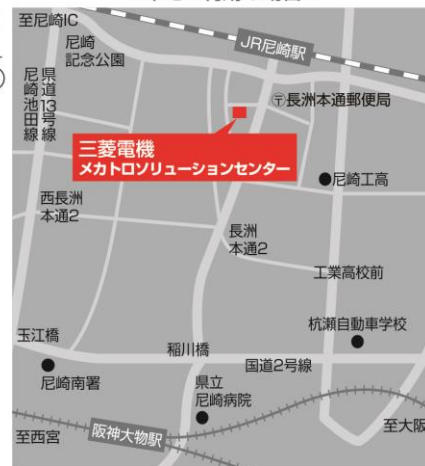 至尼崎IC
尼崎
記念公園
JR尼崎駅
県道13号線
尼崎池田線
〒長洲本通郵便局
三菱電機
メカトロソリューションセンター
尼崎工高
西長洲
本通2
長洲
本通2
工業高校前
玉江橋
稲川橋
杭瀬自動車学校
国道2号線
尼崎南署
県立
尼崎病院
至西宮
阪神大物駅
至大阪